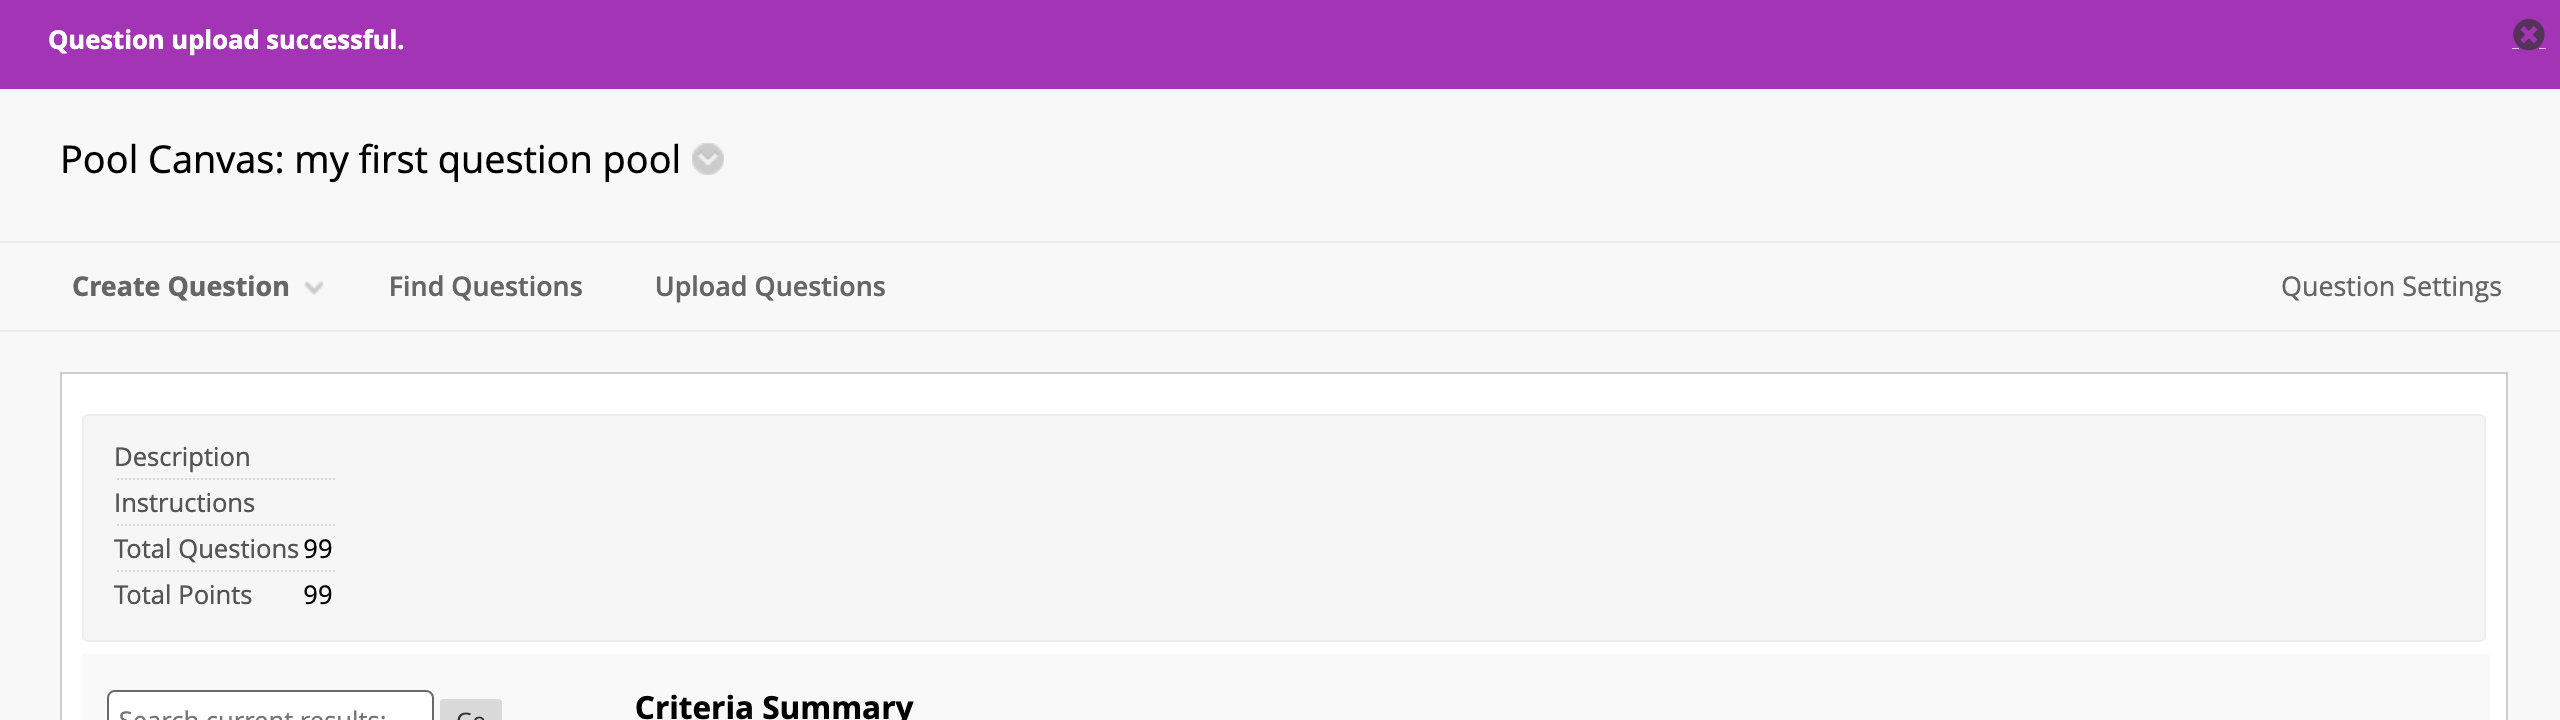 Question upload successful.
Pool Canvas: my first question pool
Create Question Find Questions Upload Questions Question Settings
Description
Instructions
Total Questions 99
Total Points 99
Search current results: Go Criteria Summary